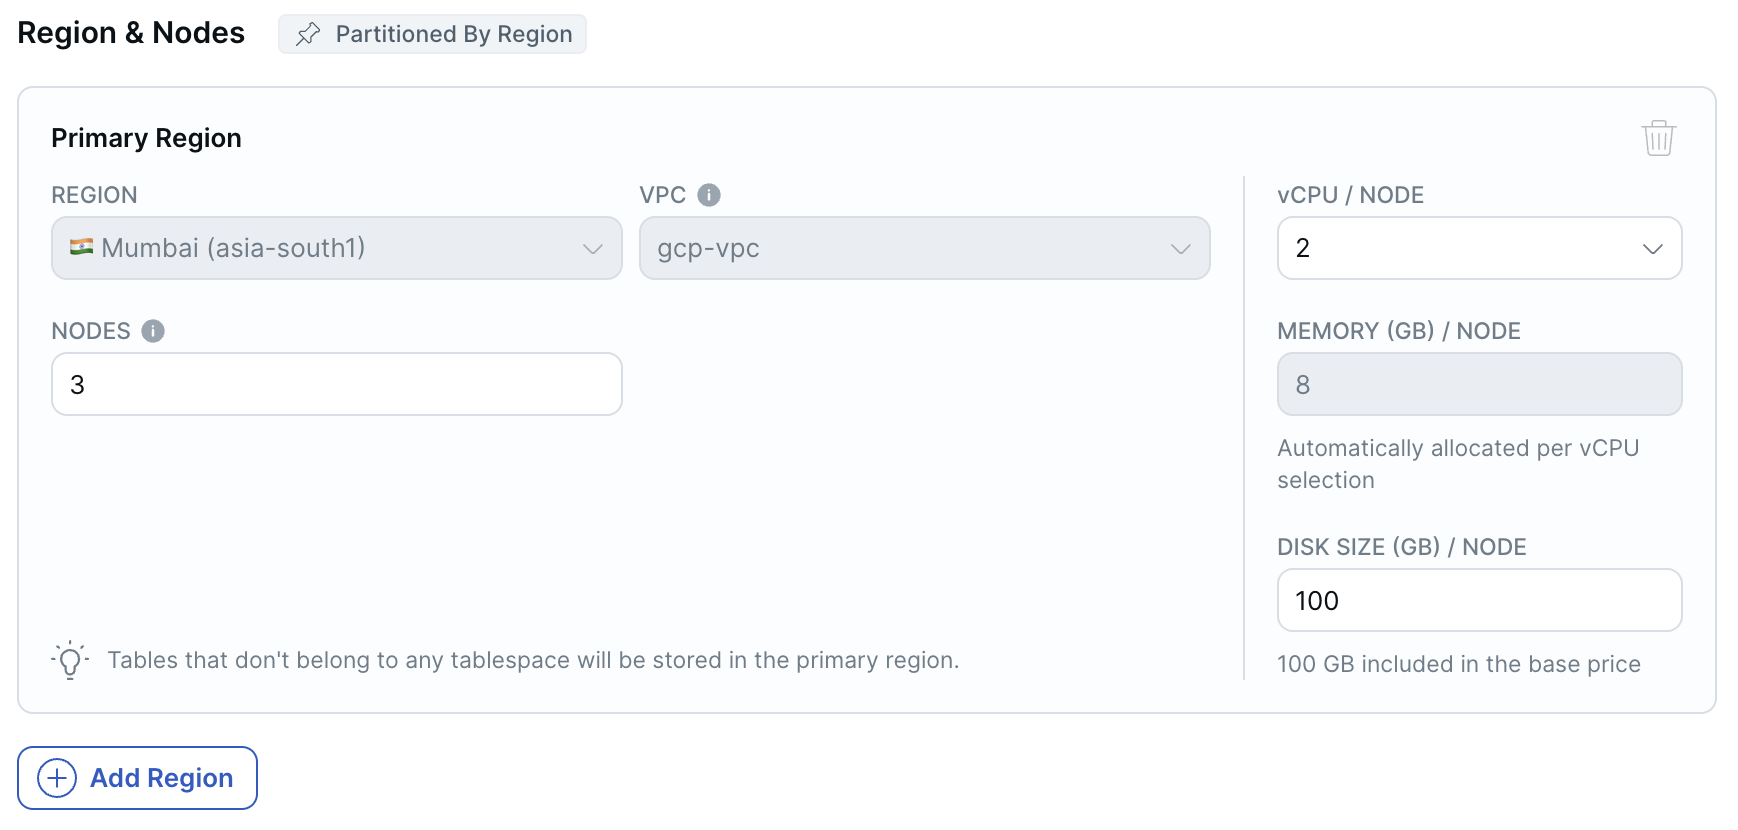 Region & Nodes
Partitioned By Region
Primary Region
REGION
VPC
vCPU / NODE
Mumbai (asia-south1)
gcp-vpc
2
NODES
MEMORY (GB) / NODE
3
8
Automatically allocated per vCPU
selection
DISK SIZE (GB) / NODE
100
Tables that don't belong to any tablespace will be stored in the primary region.
100 GB included in the base price
Add Region